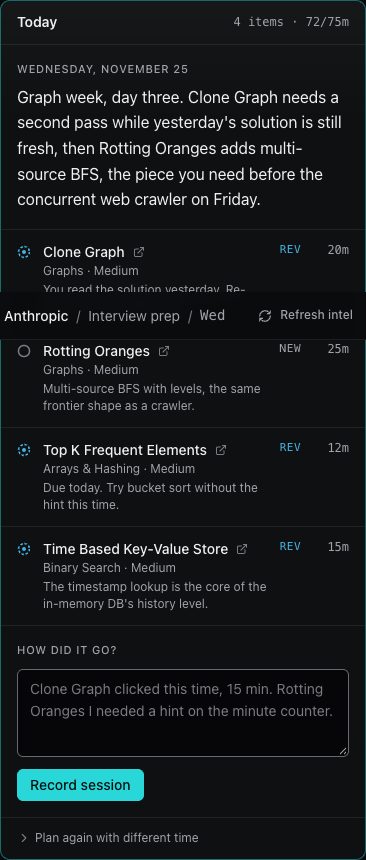 Today 4 items · 72/75m
WEDNESDAY, NOVEMBER 25
Graph week, day three. Clone Graph needs a
second pass while yesterday's solution is still
fresh, then Rotting Oranges adds multi-
source BFS, the piece you need before the
concurrent web crawler on Friday.
Clone Graph REV 20m
Graphs · Medium
You read the solution yesterday. Re-
Anthropic / Interview prep / Wed Refresh intel
Rotting Oranges NEW 25m
Graphs · Medium
Multi-source BFS with levels, the same
frontier shape as a crawler.
Top K Frequent Elements REV 12m
Arrays & Hashing · Medium
Due today. Try bucket sort without the
hint this time.
Time Based Key-Value Store REV 15m
Binary Search · Medium
The timestamp lookup is the core of the
in-memory DB's history level.
HOW DID IT GO?
Clone Graph clicked this time, 15 min. Rotting
Oranges I needed a hint on the minute counter.
Record session
Plan again with different time